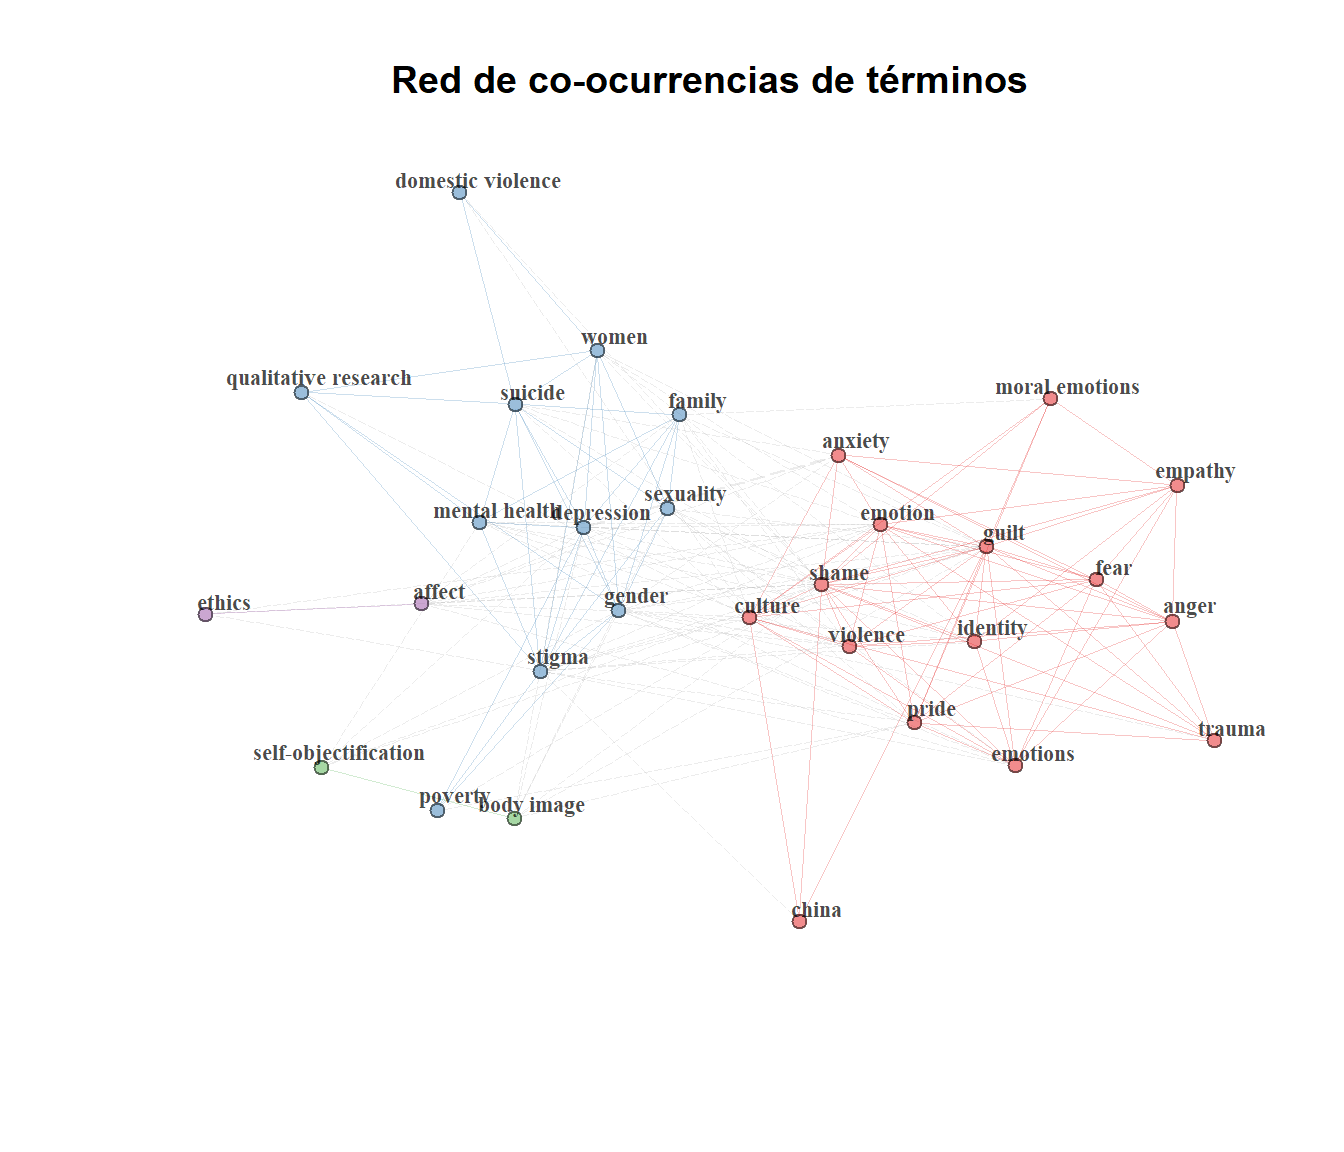 Red de co-ocurrencias de términos
domestic violence
women
qualitative research
suicide
family
moral emotions
anxiety
empathy
sexuality
mental health
depression
emotion
guilt
shame
fear
ethics
affect
gender
culture
anger
violence
identity
stigma
pride
trauma
self-objectification
emotions
poverty
body image
china